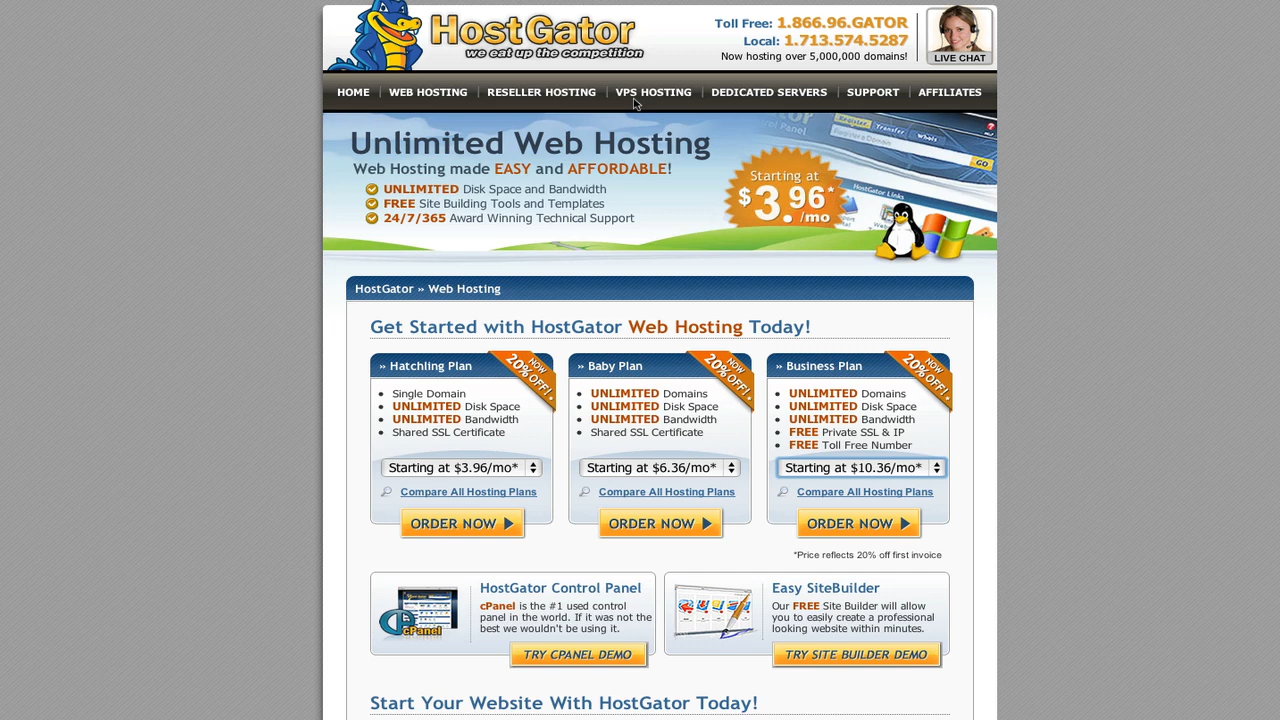 HostGator
we eat up the competition
Toll Free: 1.866.96.GATOR
Local: 1.713.574.5287
Now hosting over 5,000,000 domains!
LIVE CHAT
HOME | WEB HOSTING | RESELLER HOSTING | VPS HOSTING | DEDICATED SERVERS | SUPPORT | AFFILIATES
Unlimited Web Hosting
Web Hosting made EASY and AFFORDABLE!
UNLIMITED Disk Space and Bandwidth
FREE Site Building Tools and Templates
24/7/365 Award Winning Technical Support
Starting at
$3.96*
/mo
Register Transfer Whois
GO
HostGator Links
HostGator » Web Hosting
Get Started with HostGator Web Hosting Today!
» Hatchling Plan
NOW
20% OFF!*
• Single Domain
• UNLIMITED Disk Space
• UNLIMITED Bandwidth
• Shared SSL Certificate
Starting at $3.96/mo*
Compare All Hosting Plans
ORDER NOW
» Baby Plan
NOW
20% OFF!*
• UNLIMITED Domains
• UNLIMITED Disk Space
• UNLIMITED Bandwidth
• Shared SSL Certificate
Starting at $6.36/mo*
Compare All Hosting Plans
ORDER NOW
» Business Plan
NOW
20% OFF!*
• UNLIMITED Domains
• UNLIMITED Disk Space
• UNLIMITED Bandwidth
• FREE Private SSL & IP
• FREE Toll Free Number
Starting at $10.36/mo*
Compare All Hosting Plans
ORDER NOW
*Price reflects 20% off first invoice
HostGator Control Panel
cPanel is the #1 used control
panel in the world. If it was not the
best we wouldn't be using it.
cPanel
TRY CPANEL DEMO
Easy SiteBuilder
Our FREE Site Builder will allow
you to easily create a professional
looking website within minutes.
TRY SITE BUILDER DEMO
Start Your Website With HostGator Today!